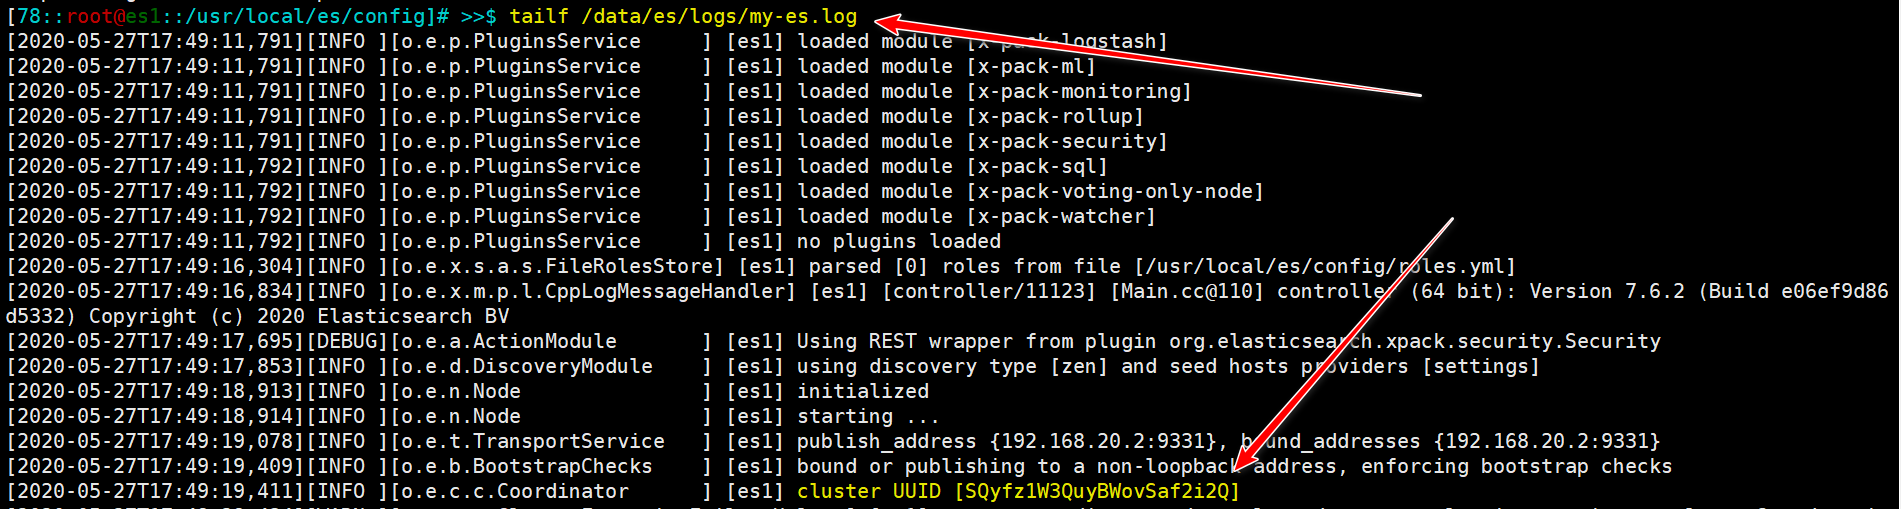 [78::root@es1::/usr/local/es/config]# >>$ tailf /data/es/logs/my-es.log
[2020-05-27T17:49:11,791][INFO ][o.e.p.PluginsService     ] [es1] loaded module [x-pack-logstash]
[2020-05-27T17:49:11,791][INFO ][o.e.p.PluginsService     ] [es1] loaded module [x-pack-ml]
[2020-05-27T17:49:11,791][INFO ][o.e.p.PluginsService     ] [es1] loaded module [x-pack-monitoring]
[2020-05-27T17:49:11,791][INFO ][o.e.p.PluginsService     ] [es1] loaded module [x-pack-rollup]
[2020-05-27T17:49:11,791][INFO ][o.e.p.PluginsService     ] [es1] loaded module [x-pack-security]
[2020-05-27T17:49:11,792][INFO ][o.e.p.PluginsService     ] [es1] loaded module [x-pack-sql]
[2020-05-27T17:49:11,792][INFO ][o.e.p.PluginsService     ] [es1] loaded module [x-pack-voting-only-node]
[2020-05-27T17:49:11,792][INFO ][o.e.p.PluginsService     ] [es1] loaded module [x-pack-watcher]
[2020-05-27T17:49:11,792][INFO ][o.e.p.PluginsService     ] [es1] no plugins loaded
[2020-05-27T17:49:16,304][INFO ][o.e.x.s.a.s.FileRolesStore] [es1] parsed [0] roles from file [/usr/local/es/config/roles.yml]
[2020-05-27T17:49:16,834][INFO ][o.e.x.m.p.l.CppLogMessageHandler] [es1] [controller/11123] [Main.cc@110] controller (64 bit): Version 7.6.2 (Build e06ef9d86
d5332) Copyright (c) 2020 Elasticsearch BV
[2020-05-27T17:49:17,695][DEBUG][o.e.a.ActionModule       ] [es1] Using REST wrapper from plugin org.elasticsearch.xpack.security.Security
[2020-05-27T17:49:17,853][INFO ][o.e.d.DiscoveryModule    ] [es1] using discovery type [zen] and seed hosts providers [settings]
[2020-05-27T17:49:18,913][INFO ][o.e.n.Node               ] [es1] initialized
[2020-05-27T17:49:18,914][INFO ][o.e.n.Node               ] [es1] starting ...
[2020-05-27T17:49:19,078][INFO ][o.e.t.TransportService   ] [es1] publish_address {192.168.20.2:9331}, bound_addresses {192.168.20.2:9331}
[2020-05-27T17:49:19,409][INFO ][o.e.b.BootstrapChecks    ] [es1] bound or publishing to a non-loopback address, enforcing bootstrap checks
[2020-05-27T17:49:19,411][INFO ][o.e.c.c.Coordinator      ] [es1] cluster UUID [SQyfz1W3QuyBWovSaf2i2Q]